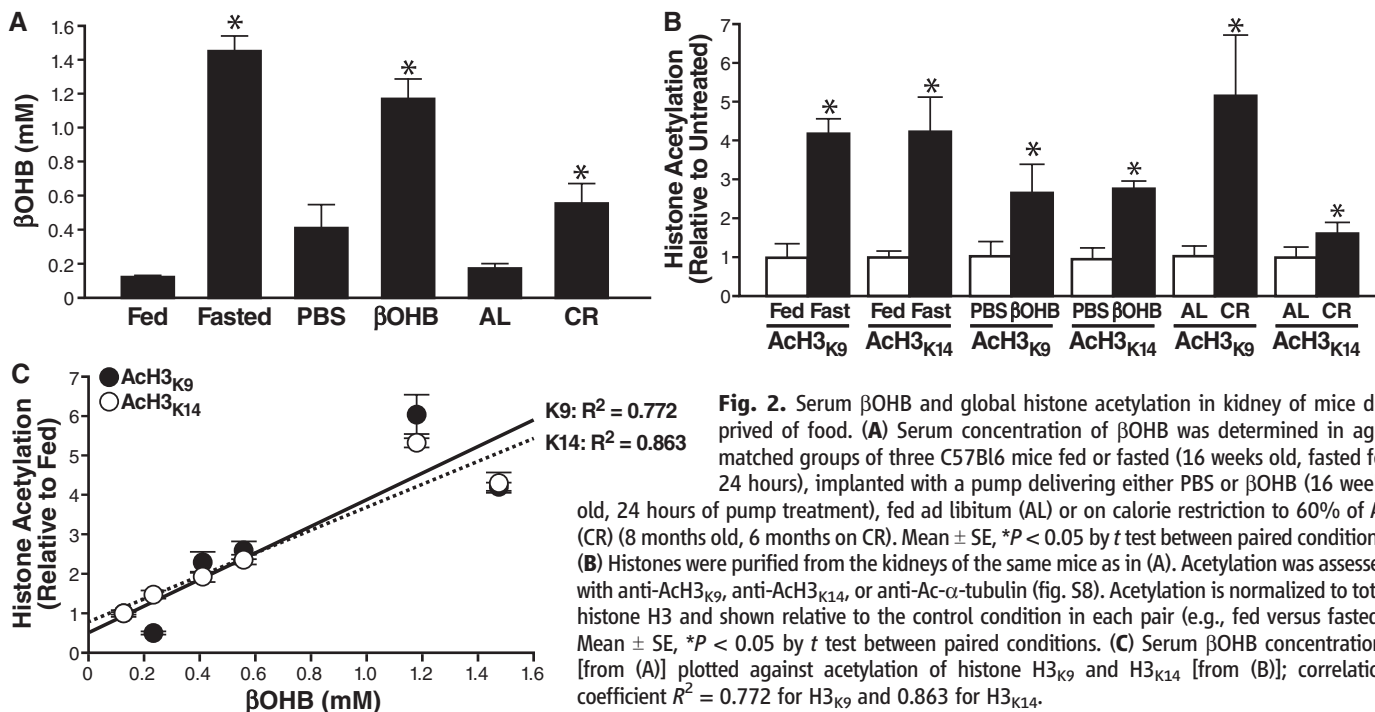 A
βOHB (mM)
1.6
1.4
1.2
1.0
0.8
0.6
0.4
0.2
0
*
*
*
Fed Fasted PBS βOHB AL CR
B
Histone Acetylation
(Relative to Untreated)
7
6
5
4
3
2
1
0
*
*
*
*
*
*
Fed Fast PBS βOHB AL CR
Fed Fast PBS βOHB AL CR
AcH3K9 AcH3K14 AcH3K9 AcH3K14 AcH3K9 AcH3K14
C
Histone Acetylation
(Relative to Fed)
7
6
5
4
3
2
1
0
AcH3K9
AcH3K14
K9: R² = 0.772
K14: R² = 0.863
0 0.2 0.4 0.6 0.8 1.0 1.2 1.4 1.6
βOHB (mM)
Fig. 2. Serum βOHB and global histone acetylation in kidney of mice d
prived of food. (A) Serum concentration of βOHB was determined in ag
matched groups of three C57Bl6 mice fed or fasted (16 weeks old, fasted
24 hours), implanted with a pump delivering either PBS or βOHB (16 wee
old, 24 hours of pump treatment), fed ad libitum (AL) or on calorie restriction to 60% of A
(CR) (8 months old, 6 months on CR). Mean ± SE, *P < 0.05 by t test between paired condition
(B) Histones were purified from the kidneys of the same mice as in (A). Acetylation was assesse
with anti-AcH3K9, anti-AcH3K14, or anti-Ac-α-tubulin (fig. S8). Acetylation is normalized to tot
histone H3 and shown relative to the control condition in each pair (e.g., fed versus fasted
Mean ± SE, *P < 0.05 by t test between paired conditions. (C) Serum βOHB concentration
[from (A)] plotted against acetylation of histone H3K9 and H3K14 [from (B)]; correlatio
coefficient R² = 0.772 for H3K9 and 0.863 for H3K14.